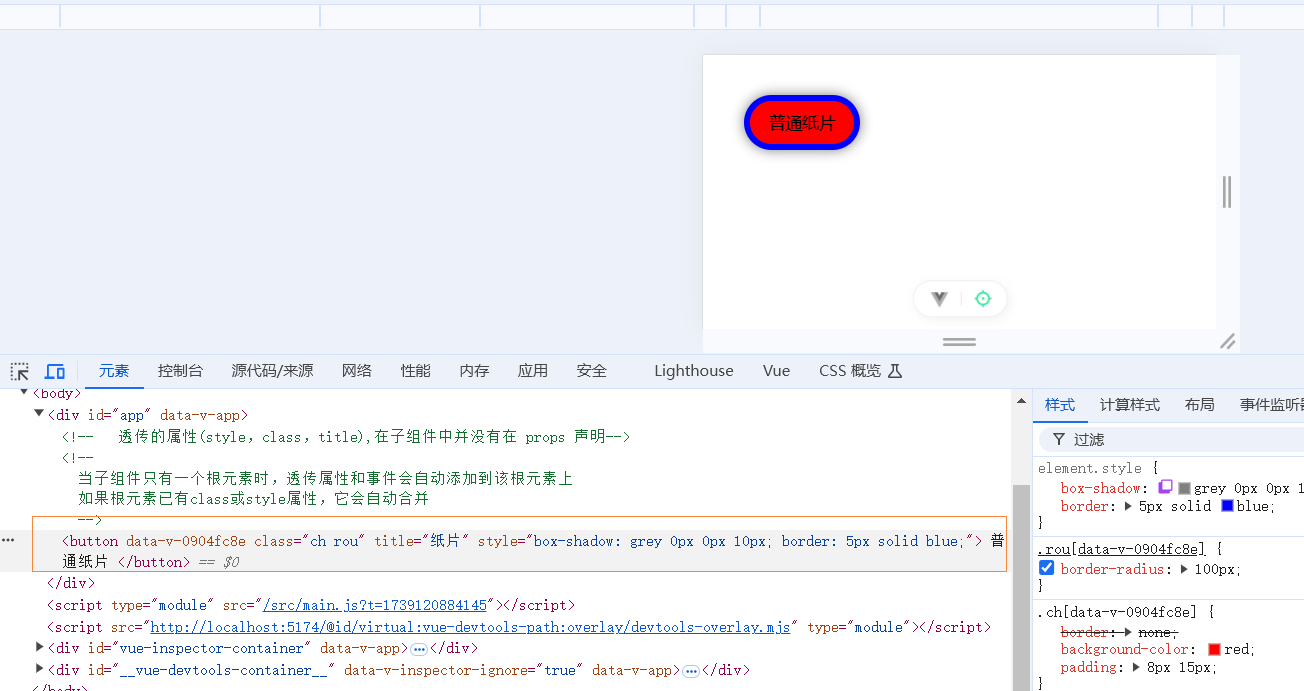 普通纸片
元素 控制台 源代码/来源 网络 性能 内存 应用 安全 Lighthouse Vue CSS 概览
<body>
<div id="app" data-v-app>
<!-- 透传的属性(style，class，title),在子组件中并没有在 props 声明-->
<!--
当子组件只有一个根元素时，透传属性和事件会自动添加到该根元素上
如果根元素已有class或style属性，它会自动合并
-->
<button data-v-0904fc8e class="ch rou" title="纸片" style="box-shadow: grey 0px 0px 10px; border: 5px solid blue;"> 普
通纸片 </button> == $0
</div>
<script type="module" src="/src/main.js?t=1739120884145"></script>
<script src="http://localhost:5174/@id/virtual:vue-devtools-path:overlay/devtools-overlay.mjs" type="module"></script>
<div id="vue-inspector-container" data-v-app>…</div>
<div id="__vue-devtools-container__" data-v-inspector-ignore="true" data-v-app>…</div>
</body>
样式 计算样式 布局 事件监听
过滤
element.style {
box-shadow: grey 0px 0px 1
border: 5px solid blue;
}
.rou[data-v-0904fc8e] {
border-radius: 100px;
}
.ch[data-v-0904fc8e] {
border: none;
background-color: red;
padding: 8px 15px;
}